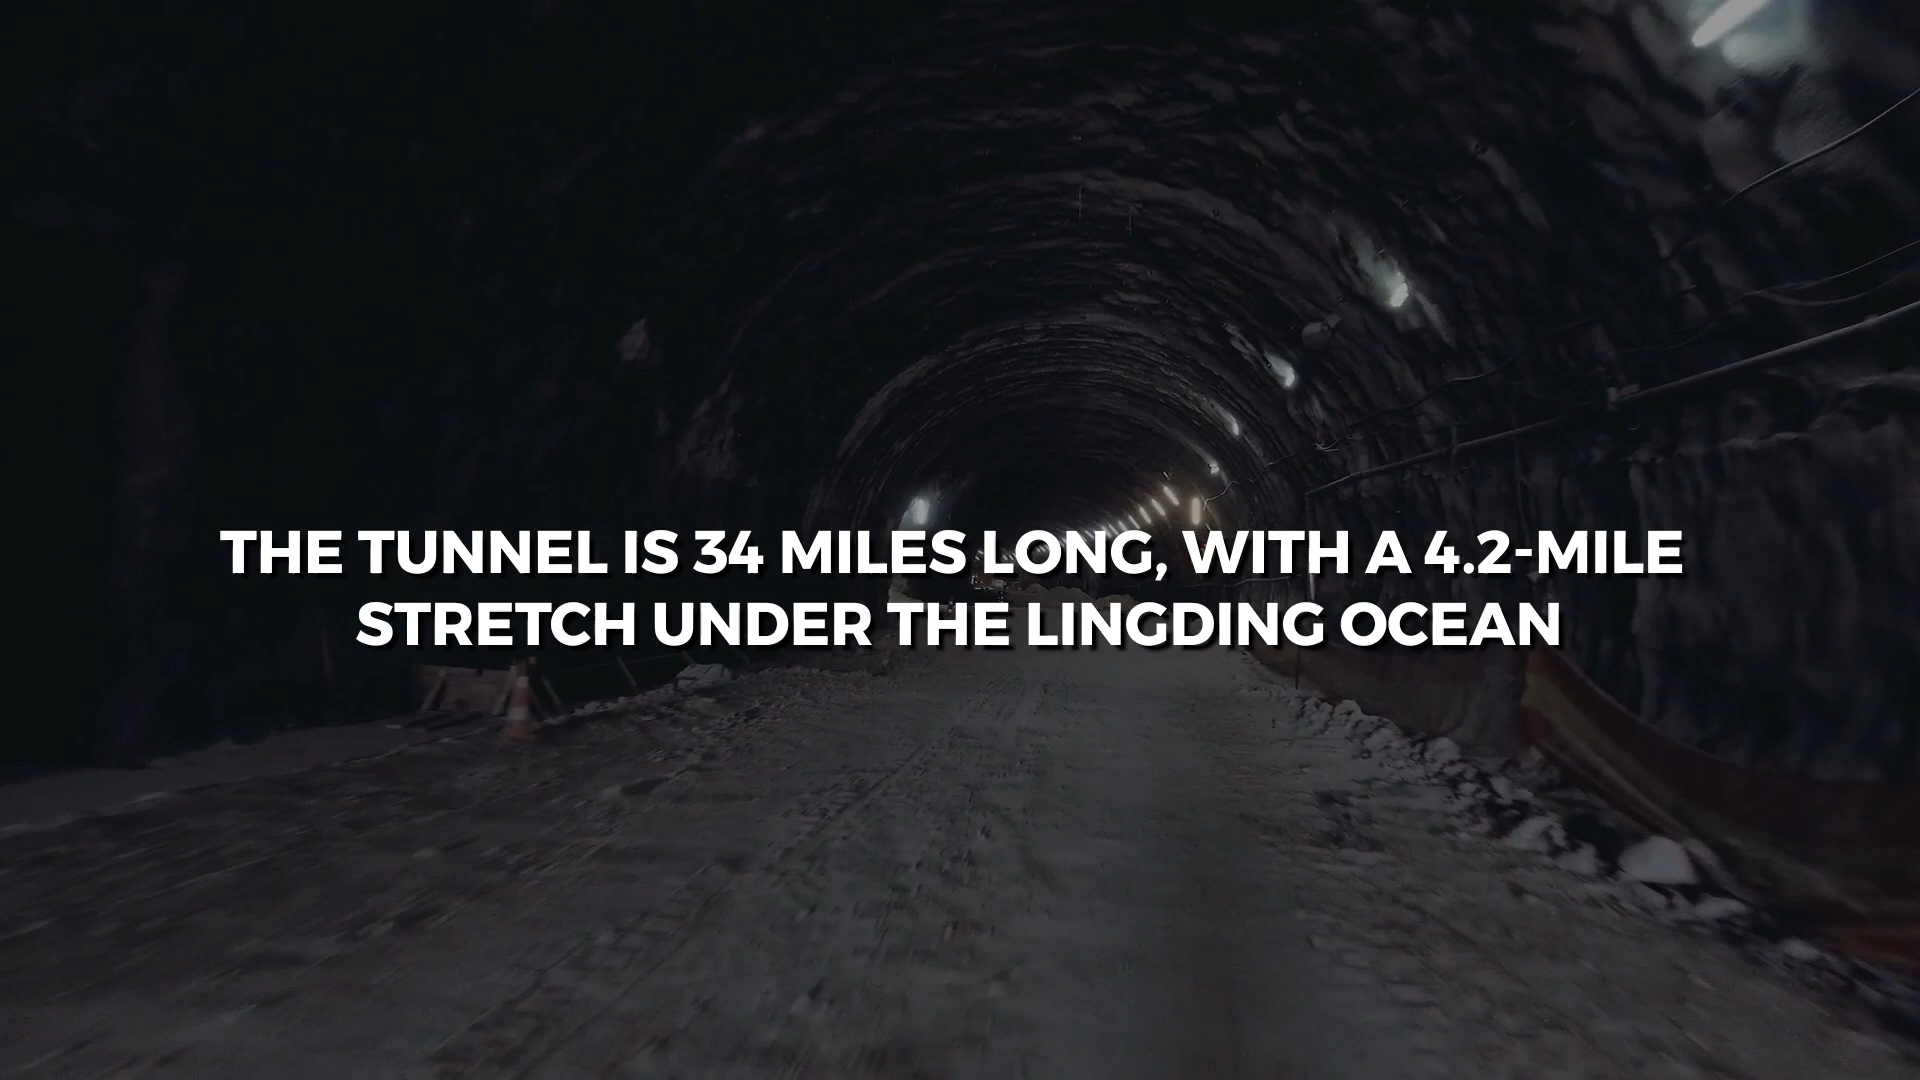 THE TUNNEL IS 34 MILES LONG, WITH A 4.2-MILE
STRETCH UNDER THE LINGDING OCEAN